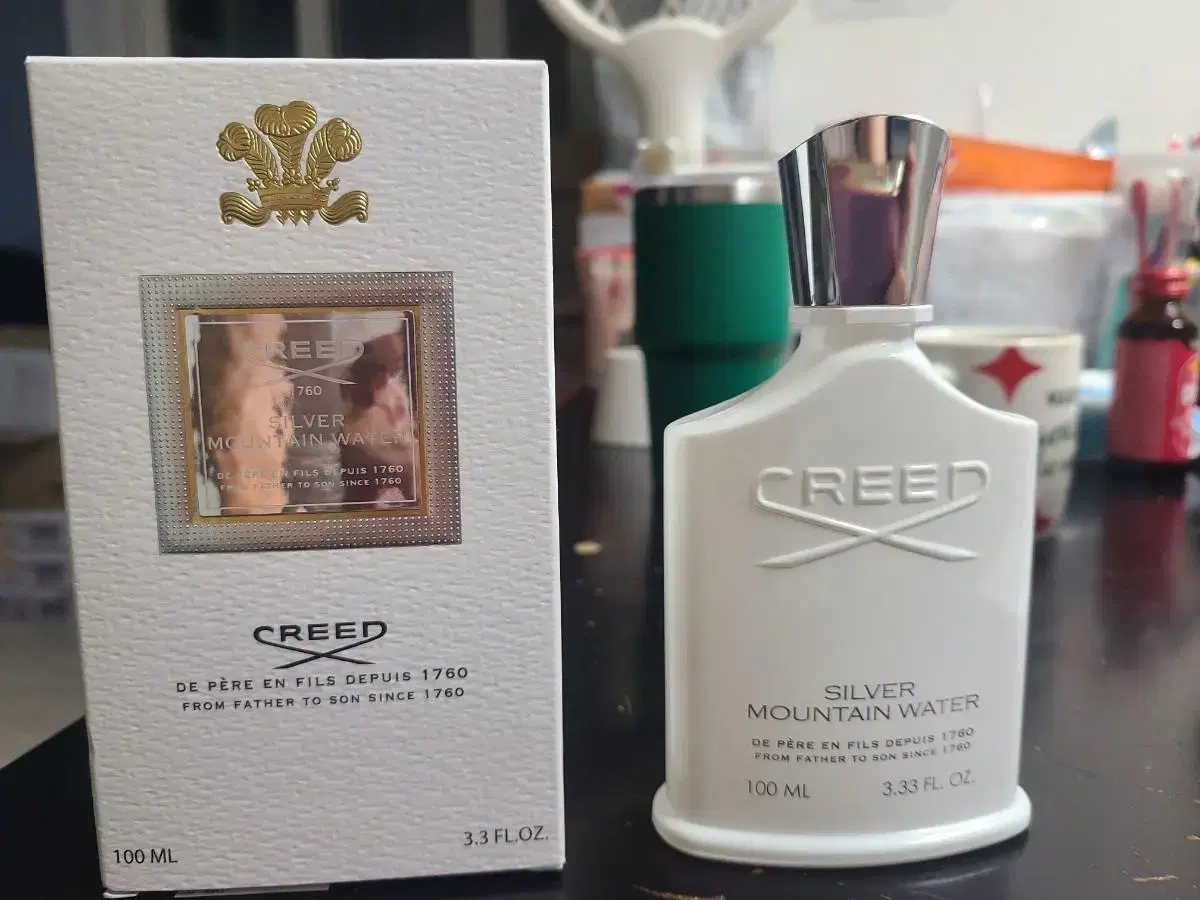 CREED
1760
SILVER
MOUNTAIN WATER
DE PÈRE EN FILS DEPUIS 1760
FROM FATHER TO SON SINCE 1760
CREED
DE PÈRE EN FILS DEPUIS 1760
FROM FATHER TO SON SINCE 1760
100 ML
3.3 FL.OZ.
CREED
SILVER
MOUNTAIN WATER
DE PÈRE EN FILS DEPUIS 1760
FROM FATHER TO SON SINCE 1760
100 ML
3.33 FL. OZ.